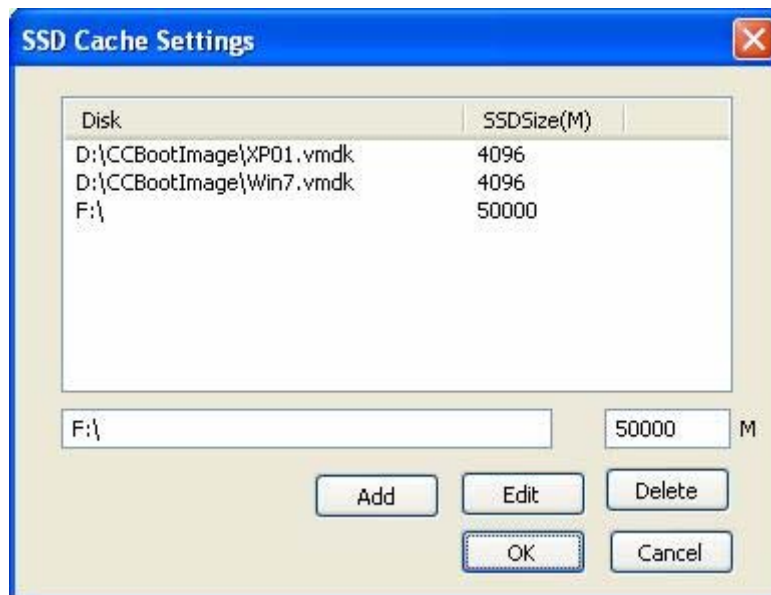 SSD Cache Settings
Disk SSDSize(M)
D:\CCBootImage\XP01.vmdk 4096
D:\CCBootImage\Win7.vmdk 4096
F:\ 50000
F:\ 50000 M
Add Edit Delete
OK Cancel